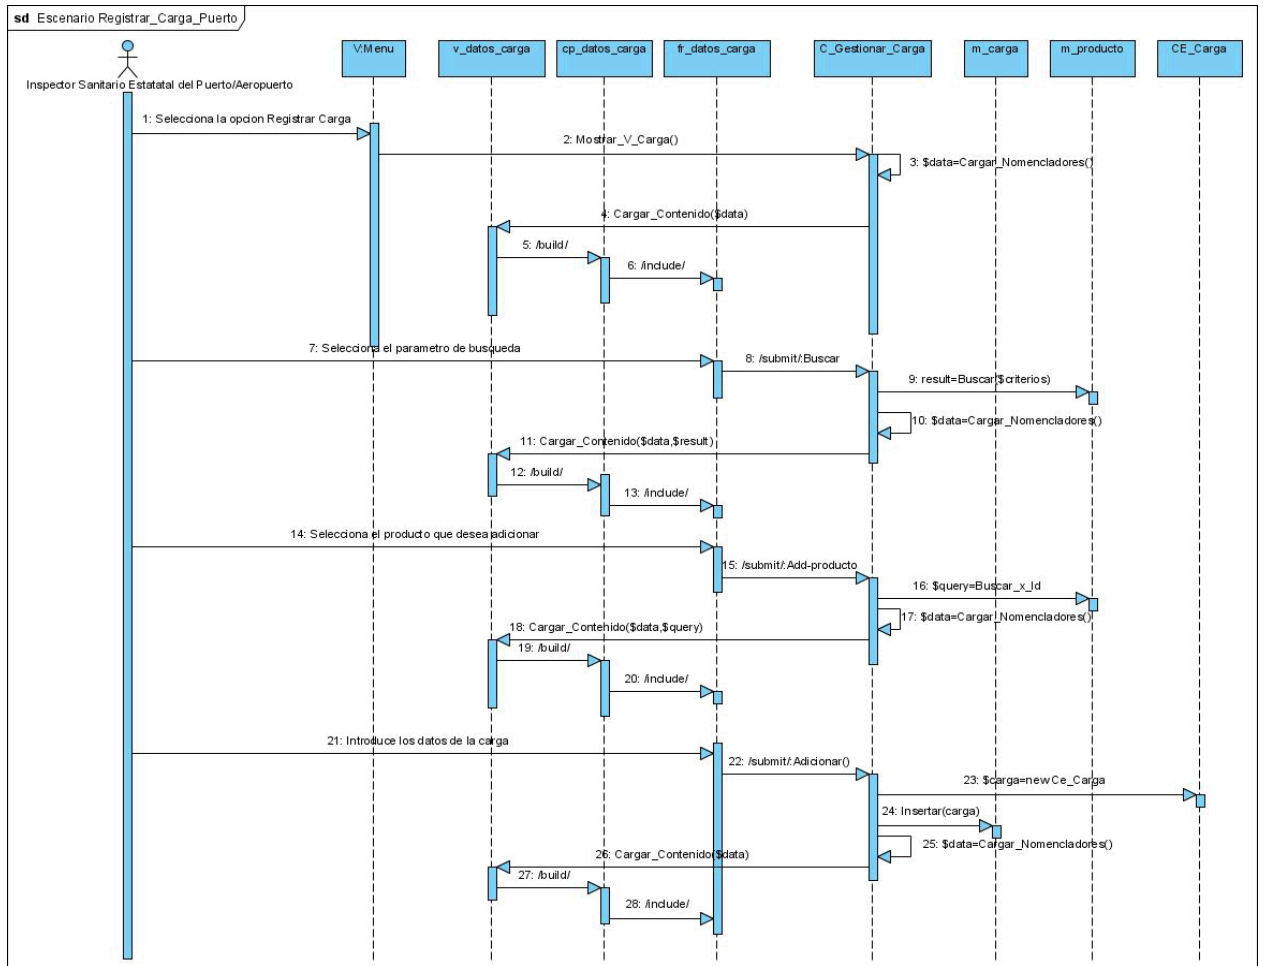 sd Escenario Registrar_Carga_Puerto
V:Menu
v_datos_carga
cp_datos_carga
fr_datos_carga
C_Gestionar_Carga
m_carga
m_producto
CE_Carga
Inspector Sanitario Estatatal del Puerto/Aeropuerto
1: Selecciona la opcion Registrar Carga
2: Mostrar_V_Carga()
3: $data=Cargar_Nomencladores()
4: Cargar_Contenido($data)
5: /build/
6: /include/
7: Selecciona el parametro de busqueda
8: /submit/:Buscar
9: result=Buscar($criterios)
10: $data=Cargar_Nomencladores()
11: Cargar_Contenido($data,$result)
12: /build/
13: /include/
14: Selecciona el producto que desea adicionar
15: /submit/:Add-producto
16: $query=Buscar_x_Id
17: $data=Cargar_Nomencladores()
18: Cargar_Contenido($data,$query)
19: /build/
20: /include/
21: Introduce los datos de la carga
22: /submit/:Adicionar()
23: $carga=new Ce_Carga
24: Insertar(carga)
25: $data=Cargar_Nomencladores()
26: Cargar_Contenido($data)
27: /build/
28: /include/